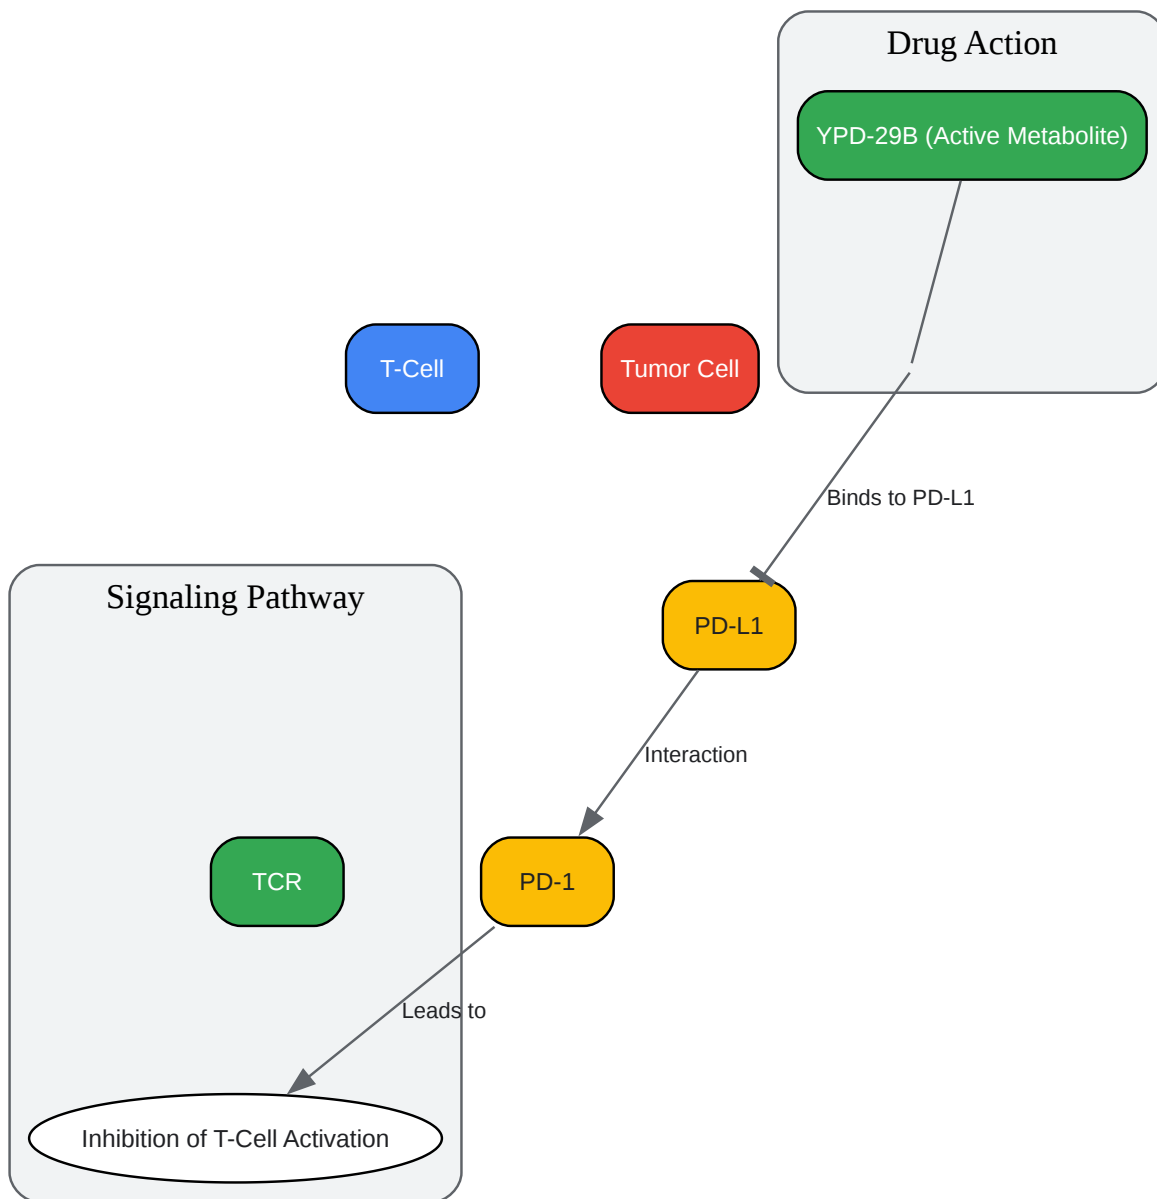 Drug Action
YPD-29B (Active Metabolite)
T-Cell
Tumor Cell
Binds to PD-L1
Signaling Pathway
PD-L1
Interaction
TCR
PD-1
Leads to
Inhibition of T-Cell Activation